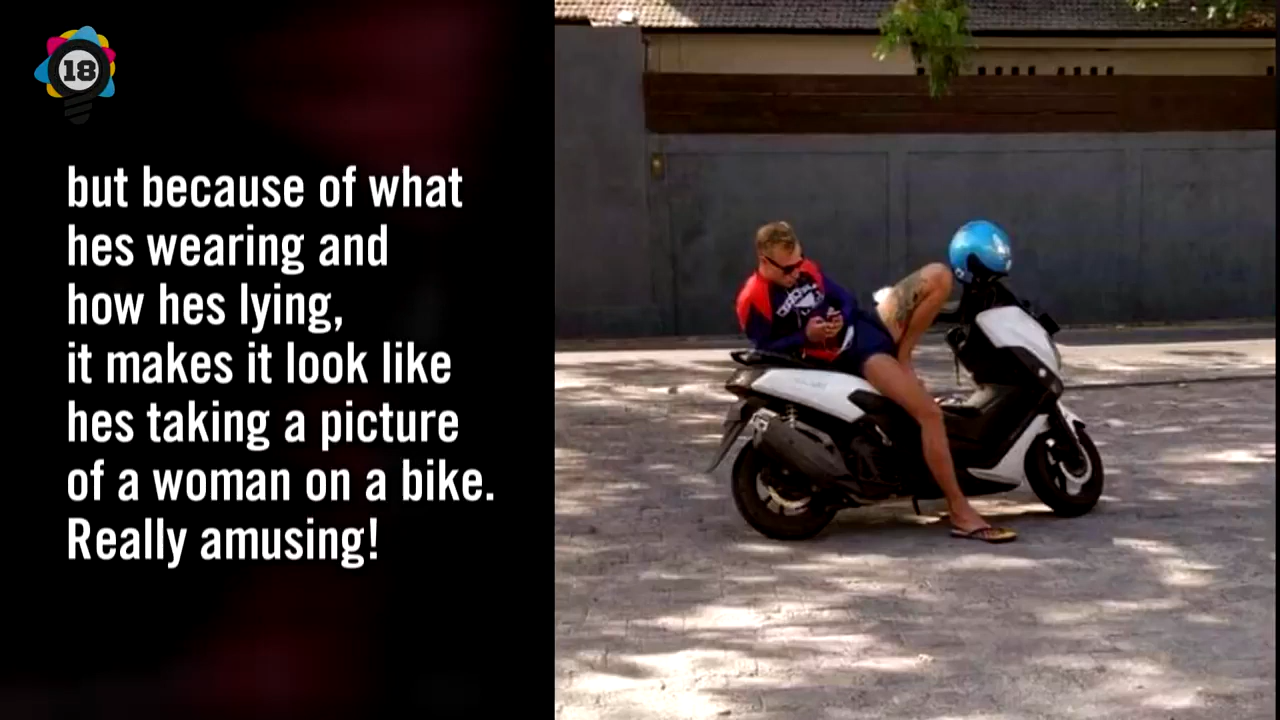 18
but because of what
hes wearing and
how hes lying,
it makes it look like
hes taking a picture
of a woman on a bike.
Really amusing!